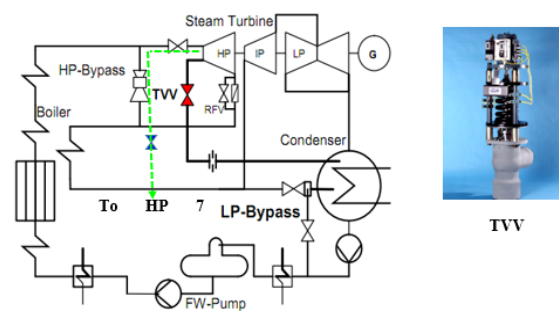 Steam Turbine
HP
IP
LP
G
HP-Bypass
TVV
RFV
Boiler
Condenser
To HP 7
LP-Bypass
FW-Pump
TVV